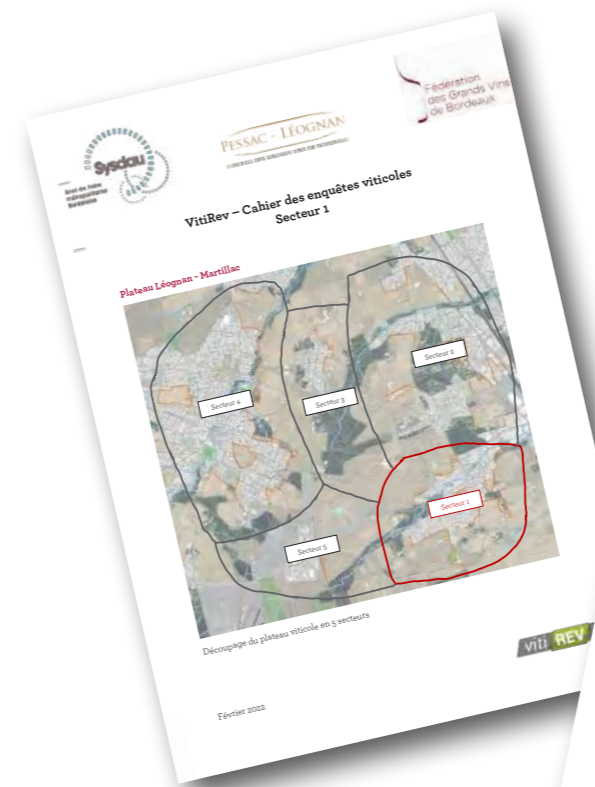 Sysdau
PESSAC - LÉOGNAN
Fédération
des Grands Vins
de Bordeaux
VitiRev – Cahier des enquêtes viticoles
Secteur 1
Plateau Léognan - Martillac
Secteur 2
Secteur 4
Secteur 3
Secteur 1
Secteur 5
Découpage du plateau viticole en 5 secteurs
viti REV
Février 2022